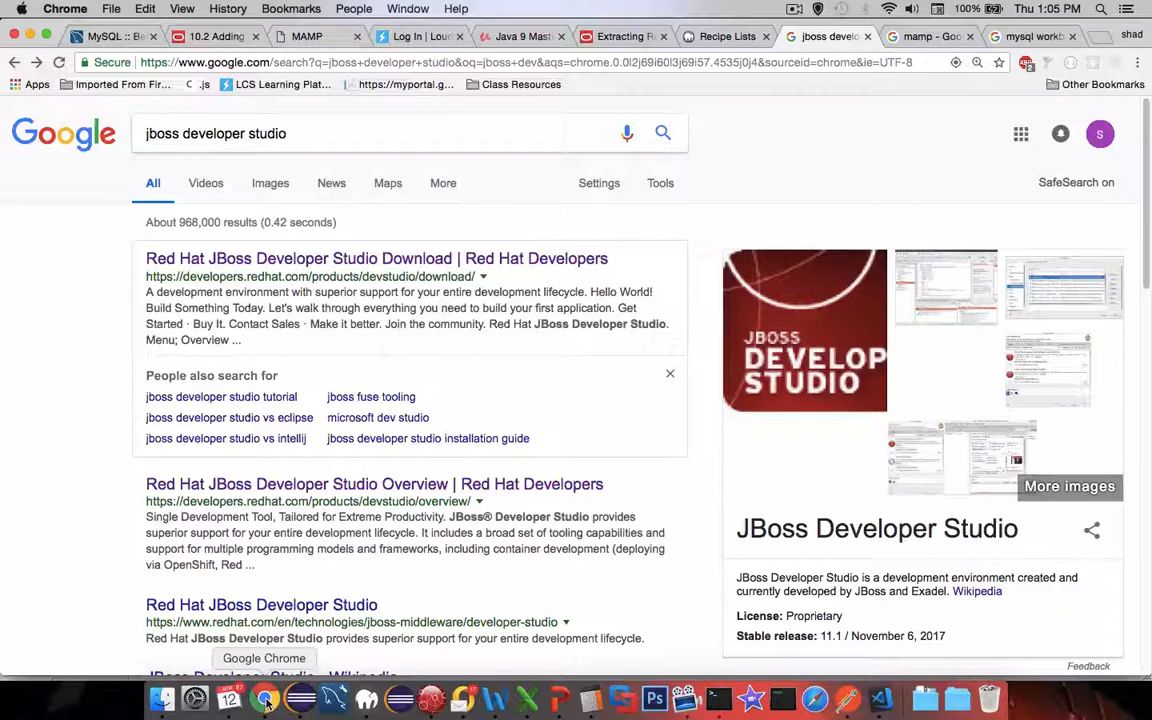 Chrome File Edit View History Bookmarks People Window Help 100% Thu 1:05 PM
MySQL :: Be 10.2 Adding MAMP Log In | Lou Java 9 Mast Extracting R Recipe Lists jboss develo mamp - Goo mysql workb shad
Secure https://www.google.com/search?q=jboss+developer+studio&oq=jboss+dev&aqs=chrome.0.0l2j69i60l3j69i57.4535j0j4&sourceid=chrome&ie=UTF-8
Apps Imported From Fir... .js LCS Learning Plat... https://myportal.g... Class Resources Other Bookmarks
Google
jboss developer studio
S
All Videos Images News Maps More Settings Tools
SafeSearch on
About 968,000 results (0.42 seconds)
Red Hat JBoss Developer Studio Download | Red Hat Developers
https://developers.redhat.com/products/devstudio/download/
A development environment with superior support for your entire development lifecycle. Hello World!
Build Something Today. Let's walk through everything you need to build your first application. Get
Started · Buy It. Contact Sales · Make it better. Join the community. Red Hat JBoss Developer Studio.
Menu; Overview ...
People also search for
jboss developer studio tutorial jboss fuse tooling
jboss developer studio vs eclipse microsoft dev studio
jboss developer studio vs intellij jboss developer studio installation guide
Red Hat JBoss Developer Studio Overview | Red Hat Developers
https://developers.redhat.com/products/devstudio/overview/
Single Development Tool, Tailored for Extreme Productivity. JBoss® Developer Studio provides
superior support for your entire development lifecycle. It includes a broad set of tooling capabilities and
support for multiple programming models and frameworks, including container development (deploying
via OpenShift, Red ...
Red Hat JBoss Developer Studio
https://www.redhat.com/en/technologies/jboss-middleware/developer-studio
Red Hat JBoss Developer Studio provides superior support for your entire development lifecycle.
JBOSS
DEVELOP
STUDIO
More images
JBoss Developer Studio
JBoss Developer Studio is a development environment created and
currently developed by JBoss and Exadel. Wikipedia
License: Proprietary
Stable release: 11.1 / November 6, 2017
Feedback
Google Chrome
12
Ps